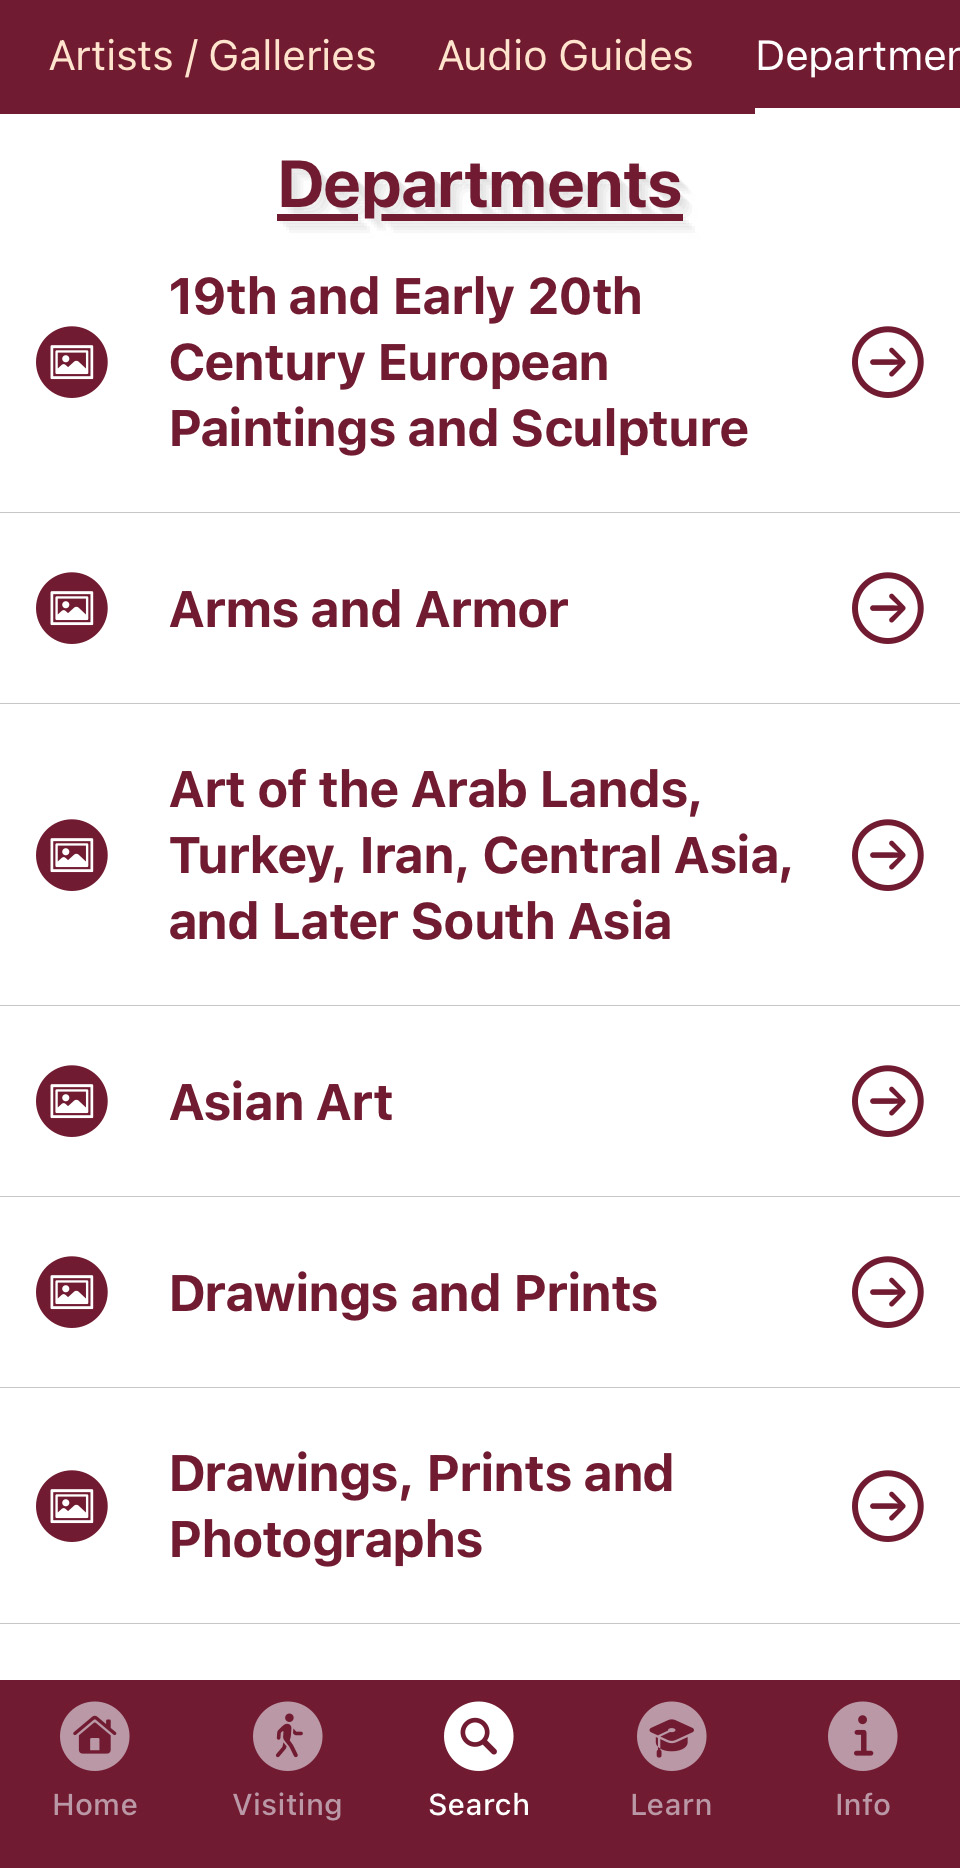 Artists / Galleries Audio Guides Departmen
Departments
19th and Early 20th
Century European
Paintings and Sculpture
Arms and Armor
Art of the Arab Lands,
Turkey, Iran, Central Asia,
and Later South Asia
Asian Art
Drawings and Prints
Drawings, Prints and
Photographs
Home Visiting Search Learn Info